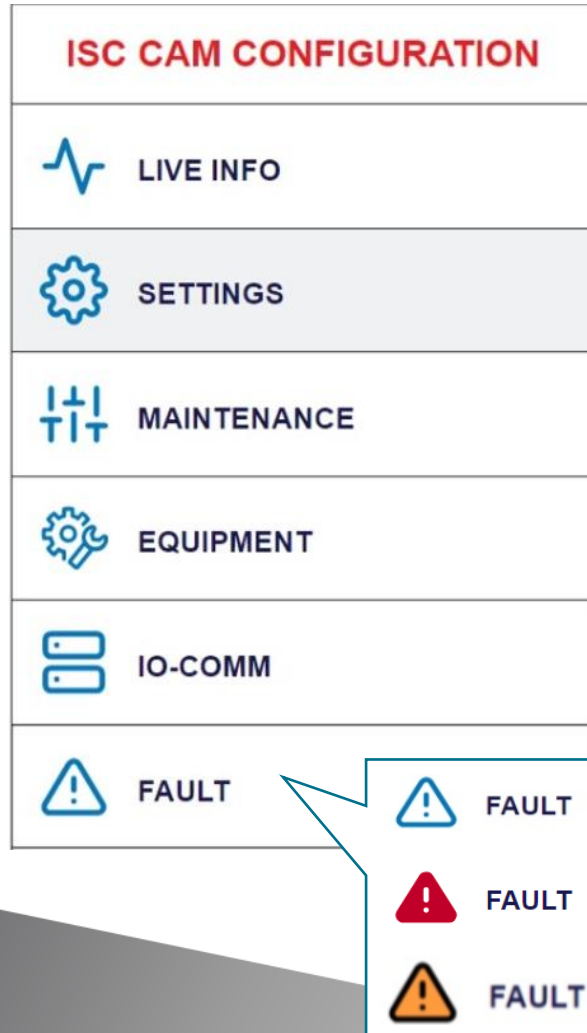 ISC CAM CONFIGURATION
LIVE INFO
SETTINGS
MAINTENANCE
EQUIPMENT
IO-COMM
FAULT
FAULT
FAULT
FAULT